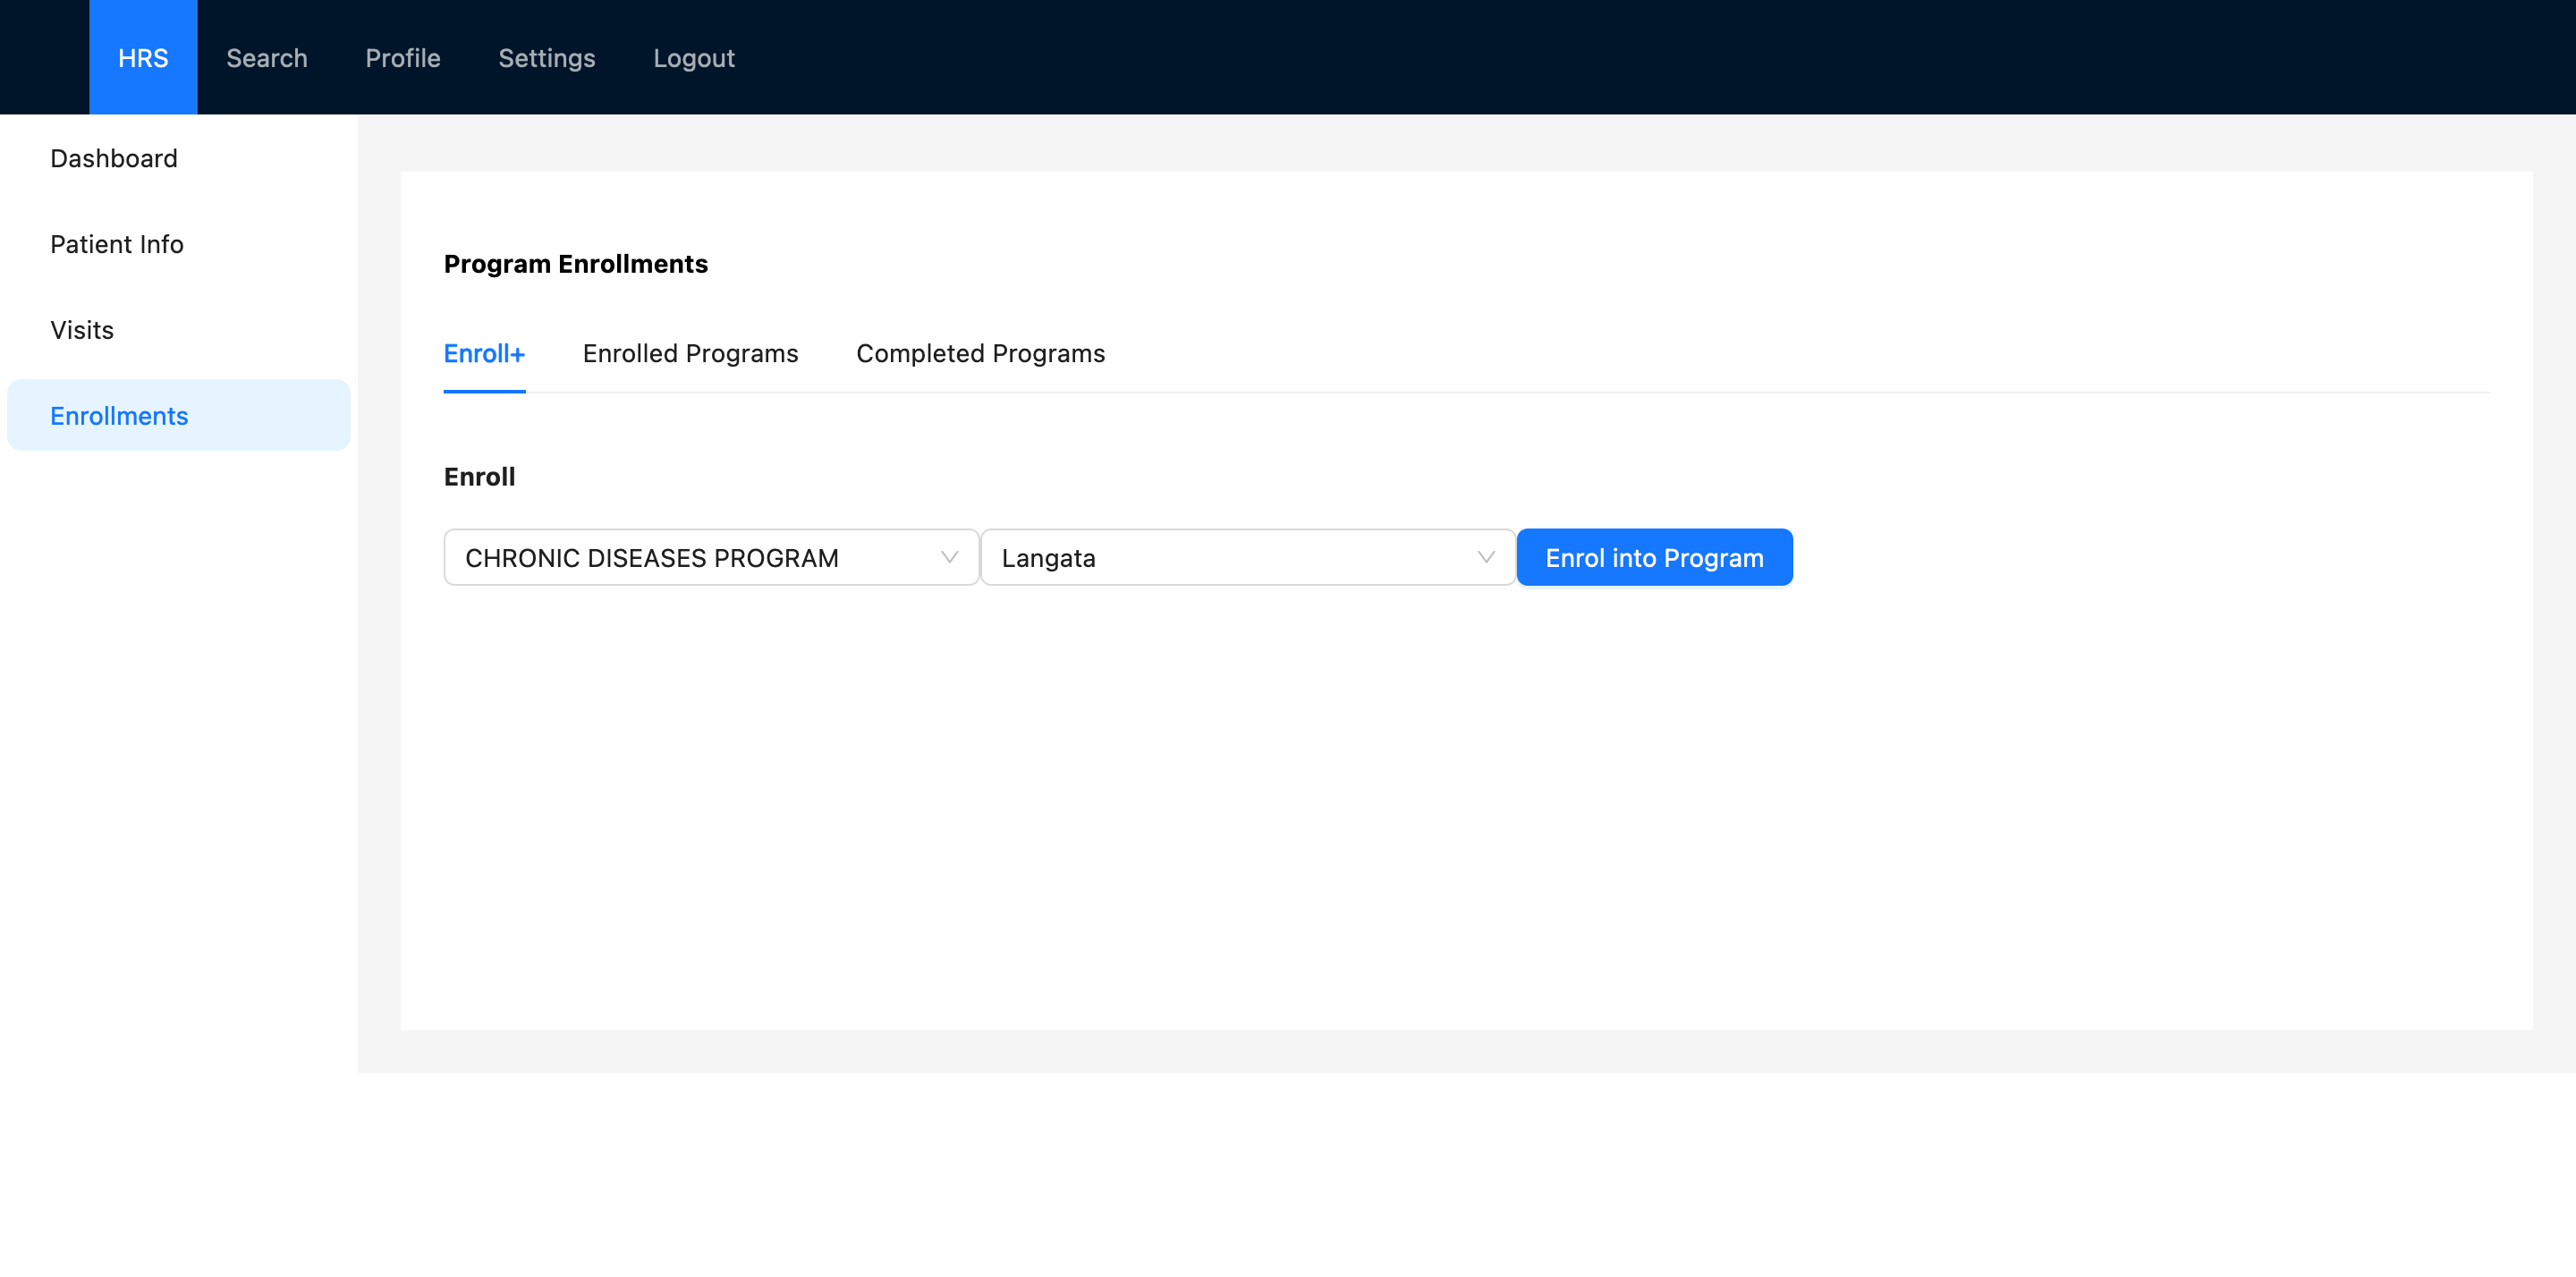 HRS Search Profile Settings Logout
Dashboard
Patient Info
Visits
Enrollments
Program Enrollments
Enroll+ Enrolled Programs Completed Programs
Enroll
CHRONIC DISEASES PROGRAM Langata Enrol into Program